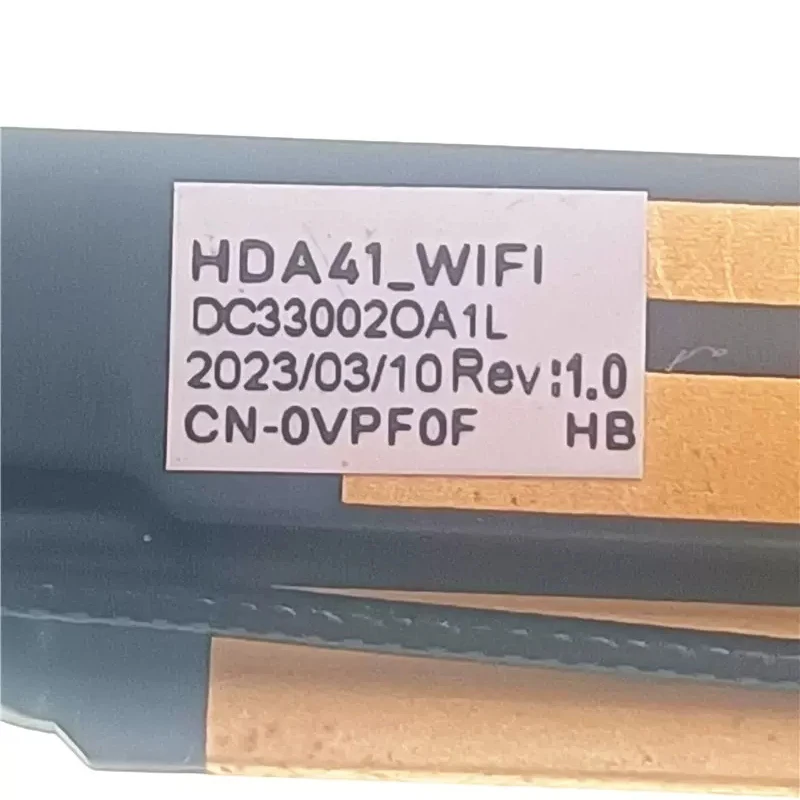 HDA41_WIFI
DC33002OA1L
2023/03/10 Rev:1.0
CN-0VPF0F HB